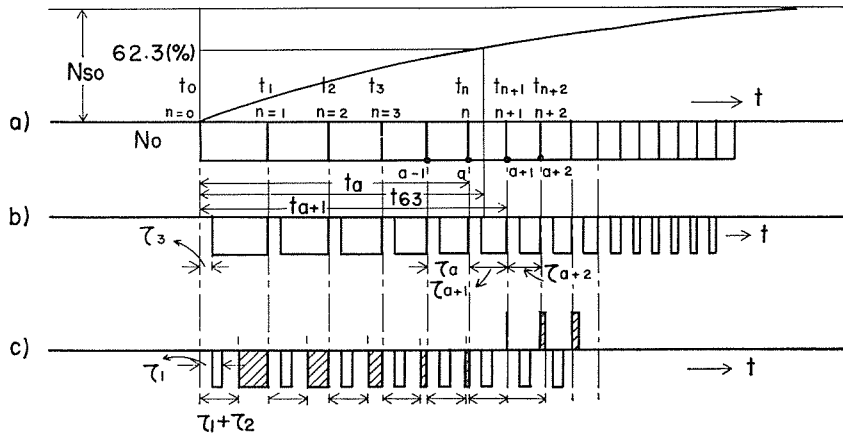 62.3(%)
Nso
t₀ t₁ t₂ t₃ tₙ tₙ₊₁ tₙ₊₂
n=0 n=1 n=2 n=3 n n+1 n+2
t
a)
No
a-1 a a+1 a+2
ta
t63
ta+1
b)
t
τ3
τa
τa+1
τa+2
c)
t
τ1
τ1+τ2